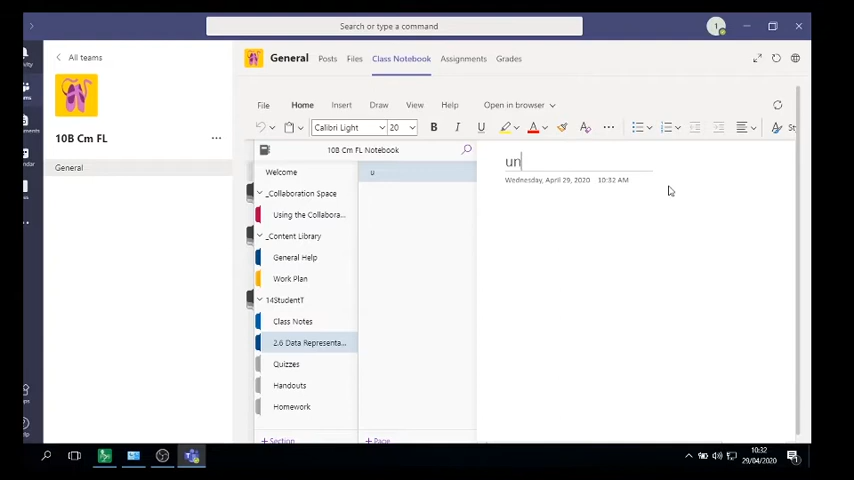 Search or type a command
1
All teams
General
Posts
Files
Class Notebook
Assignments
Grades
10B Cm FL
General
File
Home
Insert
Draw
View
Help
Open in browser
Calibri Light
20
B
I
U
A
St
10B Cm FL Notebook
Welcome
_Collaboration Space
Using the Collabora...
_Content Library
General Help
Work Plan
14StudentT
Class Notes
2.6 Data Representa...
Quizzes
Handouts
Homework
+ Section
u
+ Page
un
Wednesday, April 29, 2020 10:32 AM
10:32
29/04/2020